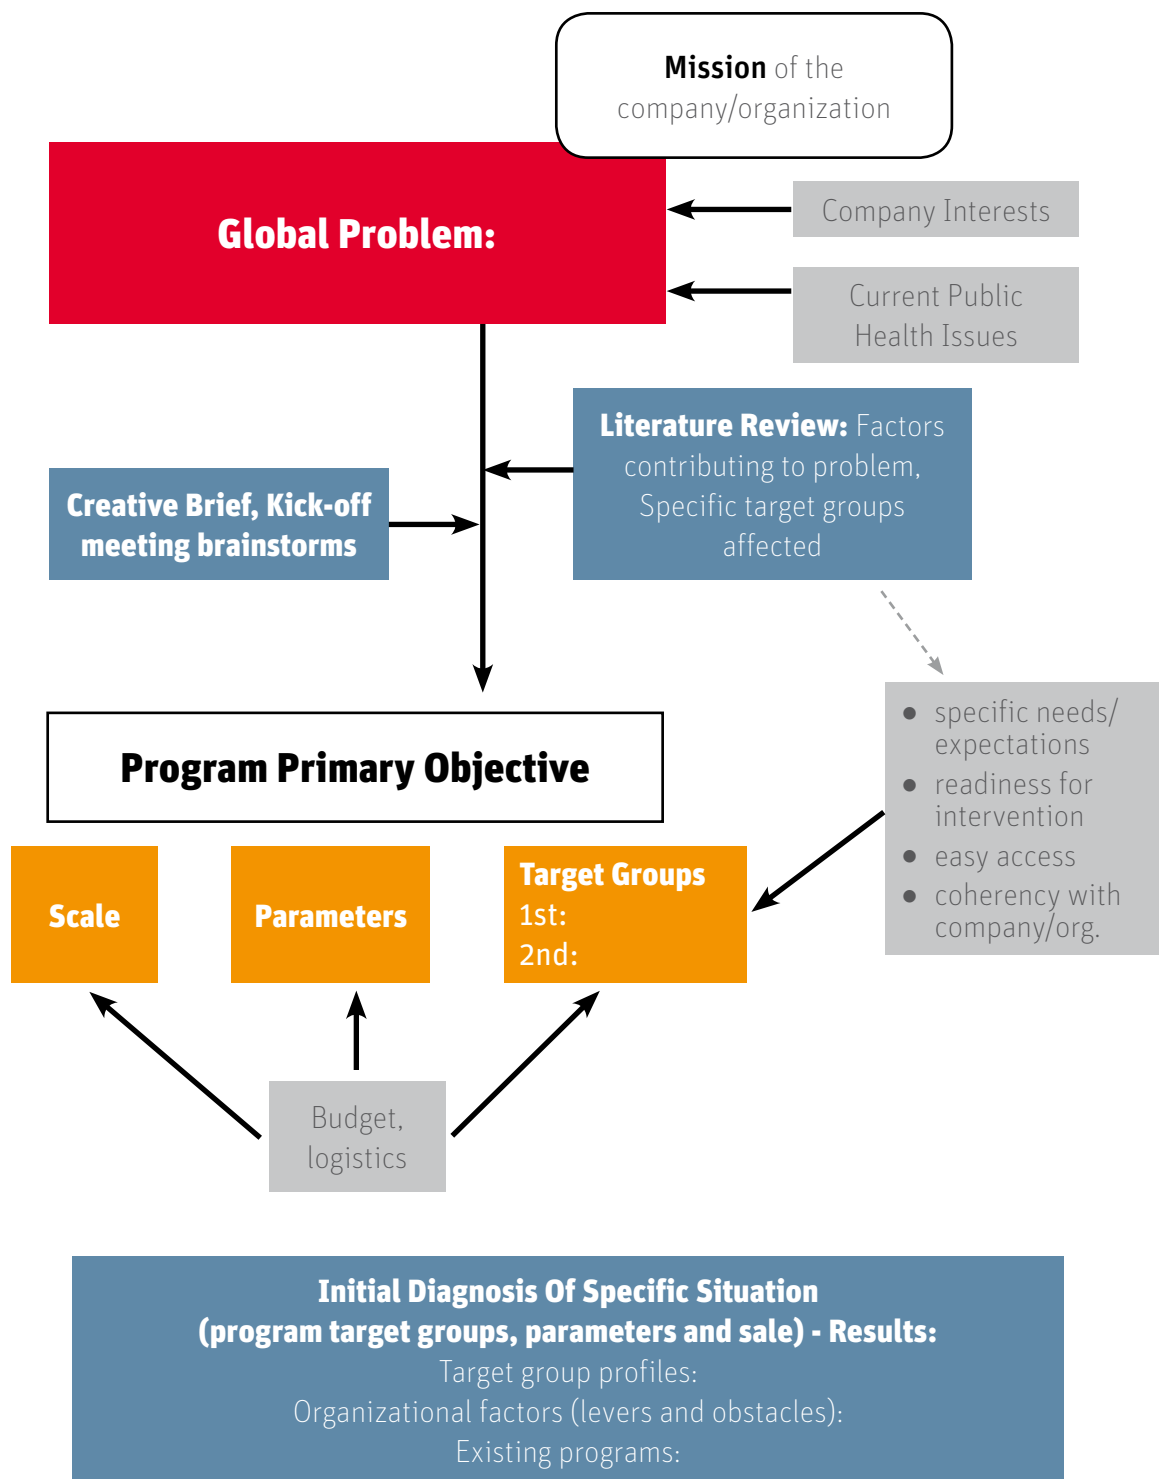 Mission of the
company/organization
Global Problem:
Company Interests
Current Public
Health Issues
Literature Review: Factors
contributing to problem,
Specific target groups
affected
Creative Brief, Kick-off
meeting brainstorms
Program Primary Objective
● specific needs/
expectations
● readiness for
intervention
● easy access
● coherency with
company/org.
Scale
Parameters
Target Groups
1st:
2nd:
Budget,
logistics
Initial Diagnosis Of Specific Situation
(program target groups, parameters and sale) - Results:
Target group profiles:
Organizational factors (levers and obstacles):
Existing programs: